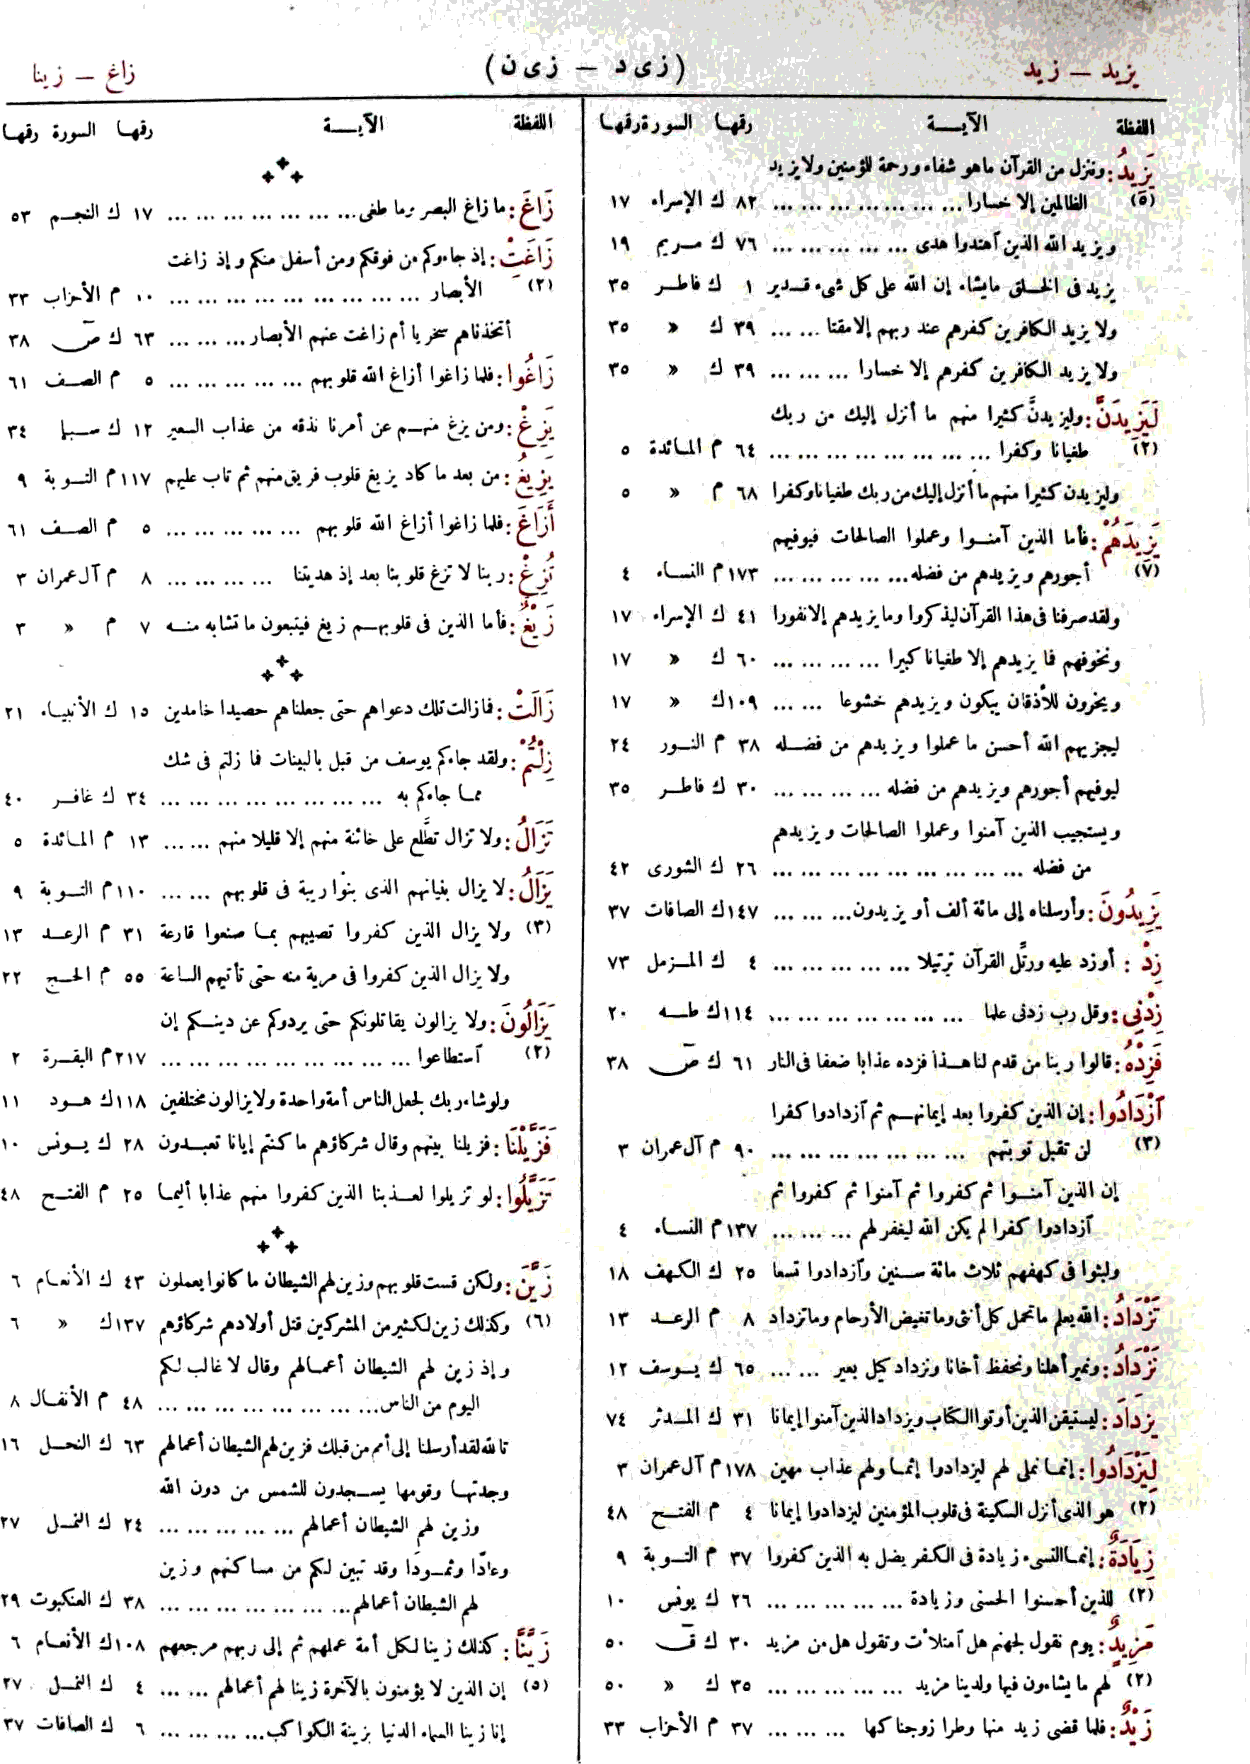 يزيد — زيد
(زى د — زى ن)
زاغ — زينا
اللفظة الآيـــة رقمها السورة رقمها
يَزِيدُ: وننزل من القرآن ماهو شفاء ورحمة للمؤمنين ولا يزيد
(٥) الظالمين إلا خسارا ... ... ... ... ... ... ... ٨٢ ك الإسراء ١٧
ويزيد الله الذين آهتدوا هدى ... ... ... ... ... ٧٦ ك مريم ١٩
يزيد فى الخلق مايشاء إن الله على كل شىء قدير ١ ك فاطر ٣٥
ولا يزيد الكافرين كفرهم عند ربهم إلا مقتا ... ... ٣٩ ك « ٣٥
ولا يزيد الكافرين كفرهم إلا خسارا ... ... ... ٣٩ ك « ٣٥
لَيَزِيدَنَّ: وليزيدنَّ كثيرا منهم ما أنزل إليك من ربك
(٢) طغيانا وكفرا ... ... ... ... ... ... ... ... ٦٤ م المائدة ٥
وليزيدن كثيرا منهم ما أنزل إليك من ربك طغيانا وكفرا ٦٨ م « ٥
يَزِيدَهُمْ: فأما الذين آمنوا وعملوا الصالحات فيوفيهم
(٧) أجورهم ويزيدهم من فضله ... ... ... ... ... ١٧٣ م النساء ٤
ولقد صرفنا فى هذا القرآن ليذكروا وما يزيدهم إلا نفورا ٤١ ك الإسراء ١٧
ونخوفهم فما يزيدهم إلا طغيانا كبيرا ... ... ... ... ٦٠ ك « ١٧
ويخرون للأذقان يبكون ويزيدهم خشوعا ... ... ١٠٩ ك « ١٧
ليجزيهم الله أحسن ما عملوا ويزيدهم من فضله ٣٨ م النور ٢٤
ليوفيهم أجورهم ويزيدهم من فضله ... ... ... ... ٣٠ ك فاطر ٣٥
ويستجيب الذين آمنوا وعملوا الصالحات ويزيدهم
من فضله ... ... ... ... ... ... ... ... ... ٢٦ ك الشورى ٤٢
يَزِيدُونَ: وأرسلناه إلى مائة ألف أو يزيدون ... ... ... ١٤٧ ك الصافات ٣٧
زِدْ: أو زد عليه ورتِّل القرآن ترتيلا ... ... ... ... ... ٤ ك المزمل ٧٣
زِدْنِى: وقل رب زدنى علما ... ... ... ... ... ... ... ١١٤ ك طه ٢٠
فَزِدْهُ: قالوا ربنا من قدم لنا هذا فزده عذابا ضعفا فى النار ٦١ ك صٓ ٣٨
آزْدَادُوا: إن الذين كفروا بعد إيمانهم ثم آزدادوا كفرا
(٣) لن تقبل توبتهم ... ... ... ... ... ... ... ٩٠ م آل عمران ٣
إن الذين آمنوا ثم كفروا ثم آمنوا ثم كفروا ثم
آزدادوا كفرا لم يكن الله ليغفر لهم ... ... ... ... ١٣٧ م النساء ٤
ولبثوا فى كهفهم ثلاث مائة سنين وآزدادوا تسعا ٢٥ ك الكهف ١٨
تَزْدَادُ: الله يعلم ما تحمل كل أنثى وما تغيض الأرحام وما تزداد ٨ م الرعد ١٣
نَزْدَادُ: ونمير أهلنا ونحفظ أخانا ونزداد كيل بعير ... ... ٦٥ ك يوسف ١٢
يزدَادَ: ليستيقن الذين أوتوا الكتاب ويزداد الذين آمنوا إيمانا ٣١ ك المدثر ٧٤
لِيَزْدَادُوا: إنما نملى لهم ليزدادوا إثما ولهم عذاب مهين ١٧٨ م آل عمران ٣
(٢) هو الذى أنزل السكينة فى قلوب المؤمنين ليزدادوا إيمانا ٤ م الفتح ٤٨
زِيَادَةٌ: إنما النسىء زيادة فى الكفر يضل به الذين كفروا ٣٧ م التوبة ٩
(٢) للذين أحسنوا الحسنى وزيادة ... ... ... ... ... ٢٦ ك يونس ١٠
مَزِيدٌ: يوم نقول لجهنم هل آمتلأت وتقول هل من مزيد ٣٠ ك قٓ ٥٠
(٢) لهم ما يشاءون فيها ولدينا مزيد ... ... ... ... ... ٣٥ ك « ٥٠
زَيْدٌ: فلما قضى زيد منها وطرا زوجناكها ... ... ... ٣٧ م الأحزاب ٣٣
اللفظة الآيـــة رقمها السورة رقمها
زَاغَ: ما زاغ البصر وما طغى ... ... ... ... ... ... ... ١٧ ك النجم ٥٣
زَاغَتْ: إذ جاءوكم من فوقكم ومن أسفل منكم وإذ زاغت
(٢) الأبصار ... ... ... ... ... ... ... ... ... ١٠ م الأحزاب ٣٣
أتخذناهم سخريا أم زاغت عنهم الأبصار ... ... ... ٦٣ ك صٓ ٣٨
زَاغُوا: فلما زاغوا أزاغ الله قلوبهم ... ... ... ... ... ٥ م الصف ٦١
يَزِغْ: ومن يزغ منهم عن أمرنا نذقه من عذاب السعير ١٢ ك سبإ ٣٤
يَزِيغُ: من بعد ما كاد يزيغ قلوب فريق منهم ثم تاب عليهم ١١٧ م التوبة ٩
أَزَاغَ: فلما زاغوا أزاغ الله قلوبهم ... ... ... ... ... ٥ م الصف ٦١
تُزِغْ: ربنا لا تزغ قلوبنا بعد إذ هديتنا ... ... ... ... ٨ م آل عمران ٣
زَيْغٌ: فأما الذين فى قلوبهم زيغ فيتبعون ما تشابه منه ٧ م « ٣
زَالَتْ: فما زالت تلك دعواهم حتى جعلناهم حصيدا خامدين ١٥ ك الأنبياء ٢١
زِلْتُمْ: ولقد جاءكم يوسف من قبل بالبينات فما زلتم فى شك
مما جاءكم به ... ... ... ... ... ... ... ... ... ٣٤ ك غافر ٤٠
تَزَالُ: ولا تزال تطَّلع على خائنة منهم إلا قليلا منهم ... ... ١٣ م المائدة ٥
يَزَالُ: لا يزال بنيانهم الذى بنوْا ريبة فى قلوبهم ... ... ١١٠ م التوبة ٩
(٣) ولا يزال الذين كفروا تصيبهم بما صنعوا قارعة ٣١ م الرعد ١٣
ولا يزال الذين كفروا فى مرية منه حتى تأتيهم الساعة ٥٥ م الحج ٢٢
يَزَالُونَ: ولا يزالون يقاتلونكم حتى يردوكم عن دينكم إن
(٢) آستطاعوا ... ... ... ... ... ... ... ... ... ٢١٧ م البقرة ٢
ولو شاء ربك لجعل الناس أمة واحدة ولا يزالون مختلفين ١١٨ ك هود ١١
فَزَيَّلْنَا: فزيلنا بينهم وقال شركاؤهم ما كنتم إيانا تعبدون ٢٨ ك يونس ١٠
تَزَيَّلُوا: لو تزيلوا لعذبنا الذين كفروا منهم عذابا أليما ٢٥ م الفتح ٤٨
زَيَّنَ: ولكن قست قلوبهم وزين لهم الشيطان ما كانوا يعملون ٤٣ ك الأنعام ٦
(٦) وكذلك زين لكثير من المشركين قتل أولادهم شركاؤهم ١٣٧ ك « ٦
وإذ زين لهم الشيطان أعمالهم وقال لا غالب لكم
اليوم من الناس ... ... ... ... ... ... ... ... ٤٨ م الأنفال ٨
تالله لقد أرسلنا إلى أمم من قبلك فزين لهم الشيطان أعمالهم ٦٣ ك النحل ١٦
وجدتها وقومها يسجدون للشمس من دون الله
وزين لهم الشيطان أعمالهم ... ... ... ... ... ... ٢٤ ك النمل ٢٧
وعادًا وثمودَا وقد تبين لكم من مساكنهم وزين
لهم الشيطان أعمالهم ... ... ... ... ... ... ... ٣٨ ك العنكبوت ٢٩
زَيَّنَّا: كذلك زينا لكل أمة عملهم ثم إلى ربهم مرجعهم ١٠٨ ك الأنعام ٦
(٥) إن الذين لا يؤمنون بالآخرة زينا لهم أعمالهم ... ... ٤ ك النمل ٢٧
إنا زينا السماء الدنيا بزينة الكواكب ... ... ... ... ٦ ك الصافات ٣٧